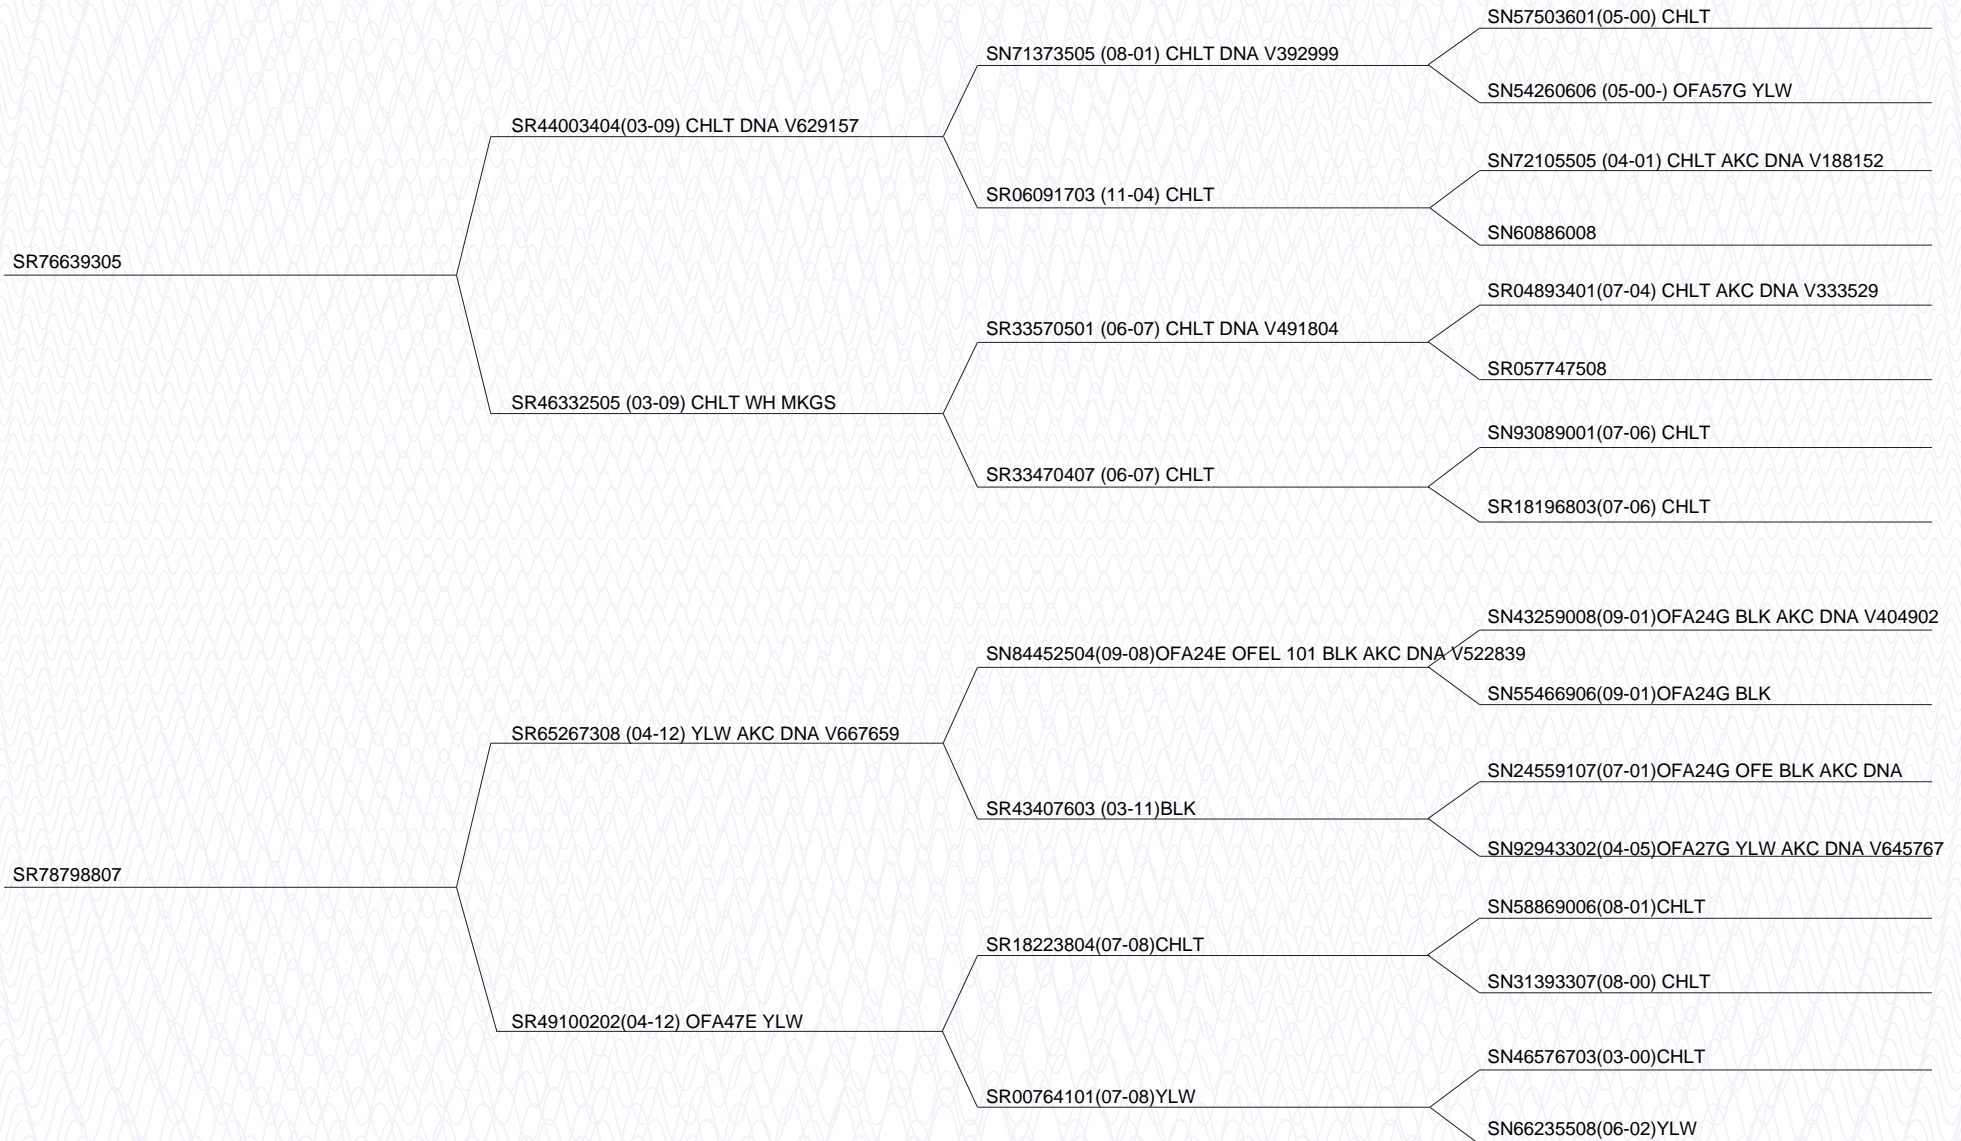 SN57503601(05-00) CHLT
SN71373505 (08-01) CHLT DNA V392999
SN54260606 (05-00-) OFA57G YLW
SR44003404(03-09) CHLT DNA V629157
SN72105505 (04-01) CHLT AKC DNA V188152
SR06091703 (11-04) CHLT
SN60886008
SR76639305
SR04893401(07-04) CHLT AKC DNA V333529
SR33570501 (06-07) CHLT DNA V491804
SR057747508
SR46332505 (03-09) CHLT WH MKGS
SN93089001(07-06) CHLT
SR33470407 (06-07) CHLT
SR18196803(07-06) CHLT
SN43259008(09-01)OFA24G BLK AKC DNA V404902
SN84452504(09-08)OFA24E OFEL 101 BLK AKC DNA V522839
SN55466906(09-01)OFA24G BLK
SR65267308 (04-12) YLW AKC DNA V667659
SN24559107(07-01)OFA24G OFE BLK AKC DNA
SR43407603 (03-11)BLK
SN92943302(04-05)OFA27G YLW AKC DNA V645767
SR78798807
SN58869006(08-01)CHLT
SR18223804(07-08)CHLT
SN31393307(08-00) CHLT
SR49100202(04-12) OFA47E YLW
SN46576703(03-00)CHLT
SR00764101(07-08)YLW
SN66235508(06-02)YLW